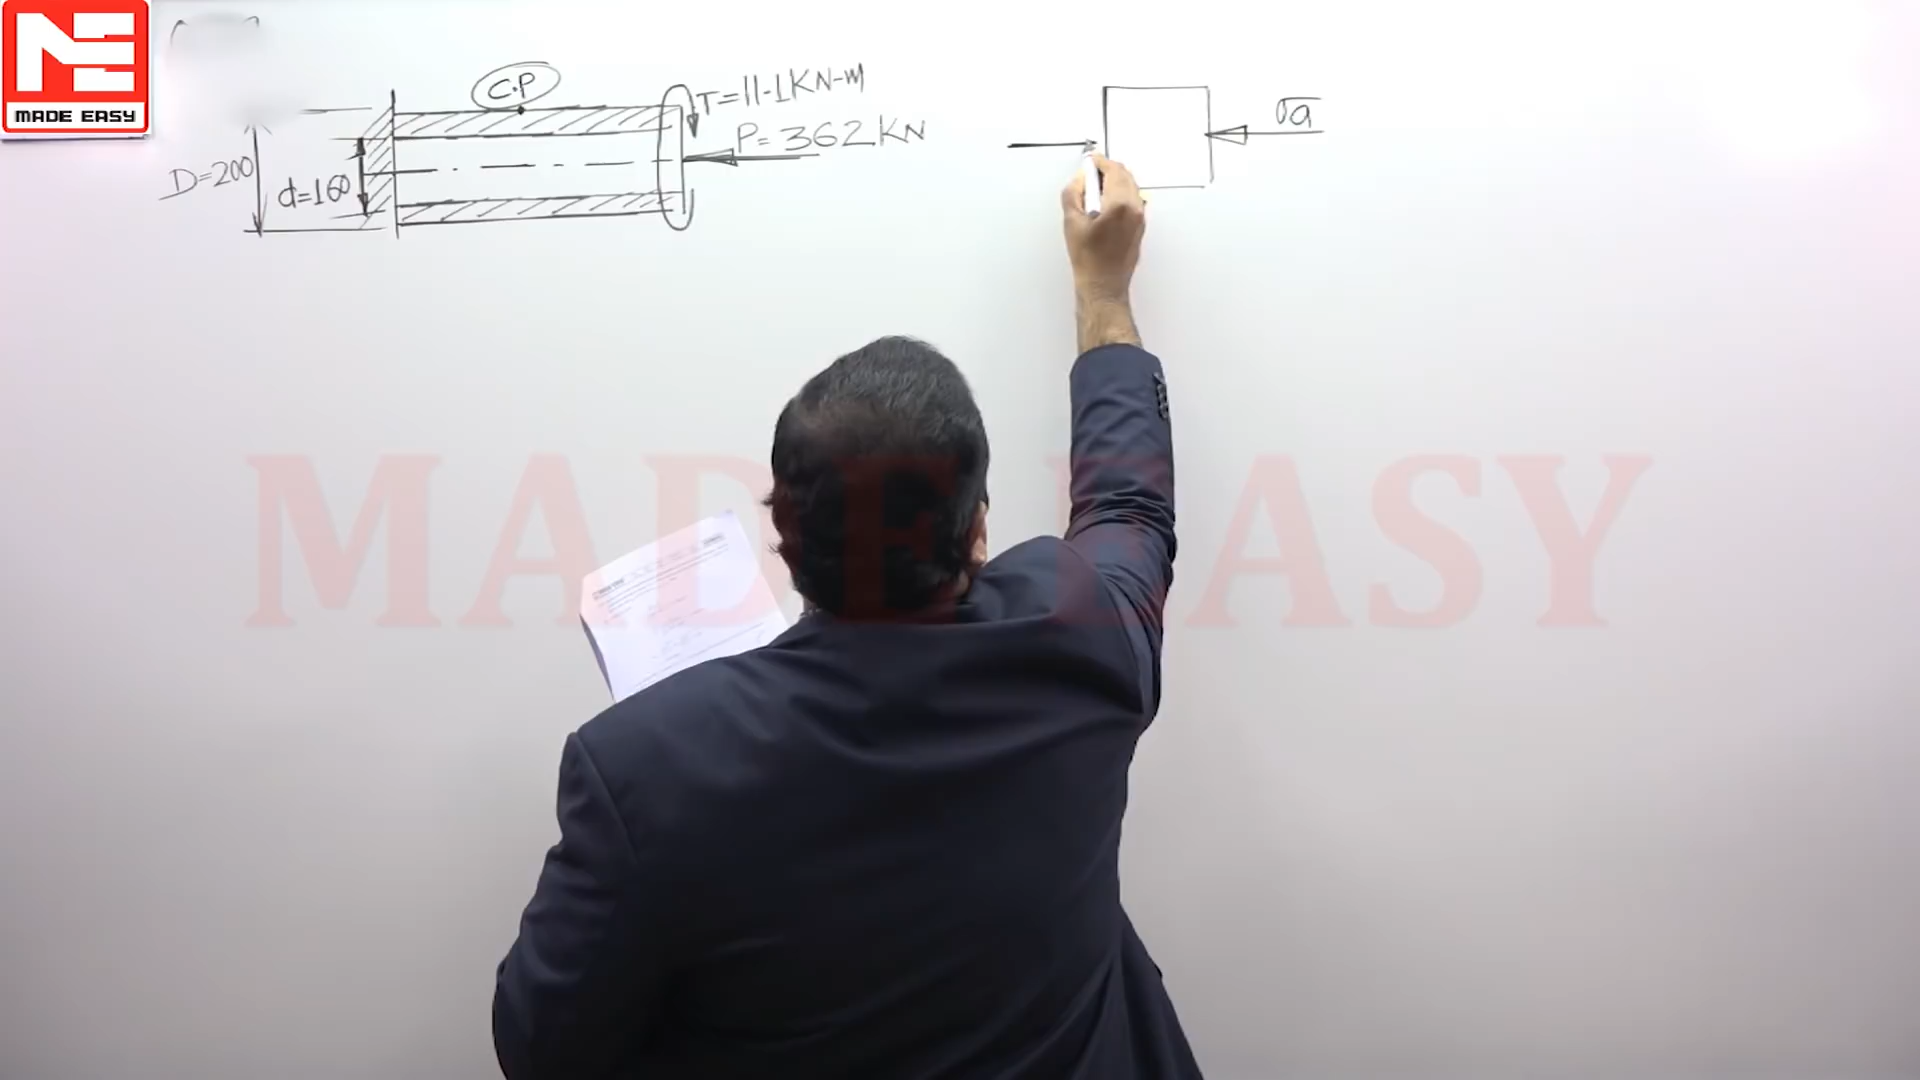 MADE EASY
C.P
T=11.1KN-m
P=362KN
D=200
d=160
σa
MADE EASY